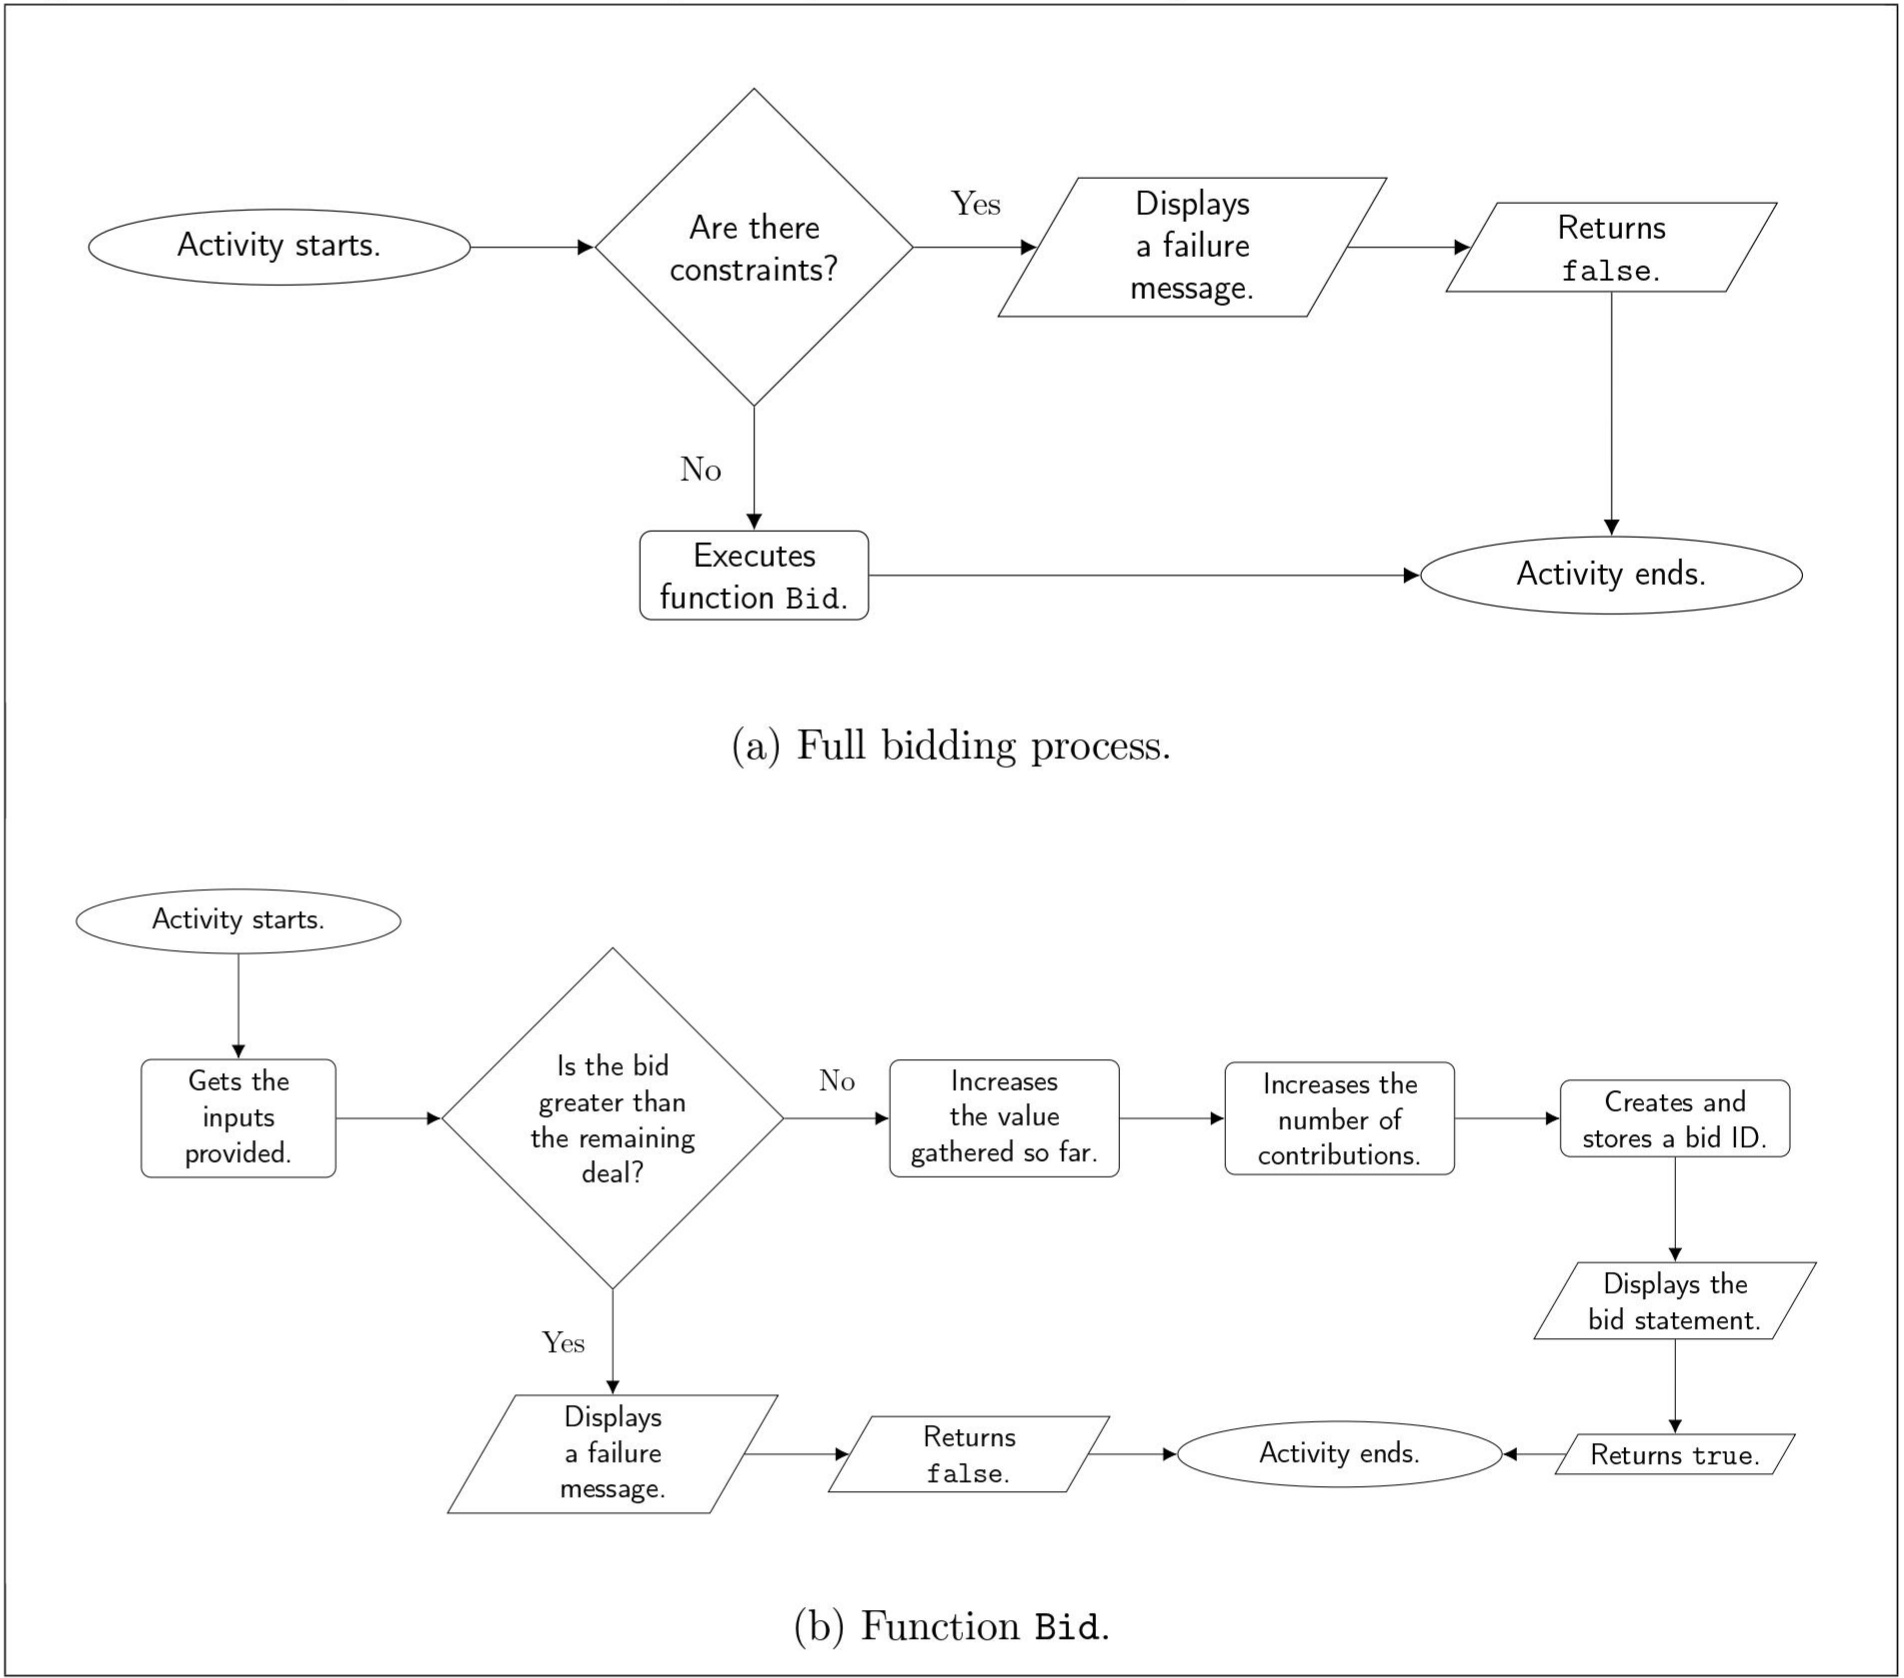 Activity starts.
Are there
constraints?
Yes
Displays
a failure
message.
Returns
false.
No
Executes
function Bid.
Activity ends.
(a) Full bidding process.
Activity starts.
Gets the
inputs
provided.
Is the bid
greater than
the remaining
deal?
No
Increases
the value
gathered so far.
Increases the
number of
contributions.
Creates and
stores a bid ID.
Displays the
bid statement.
Returns true.
Yes
Displays
a failure
message.
Returns
false.
Activity ends.
(b) Function Bid.